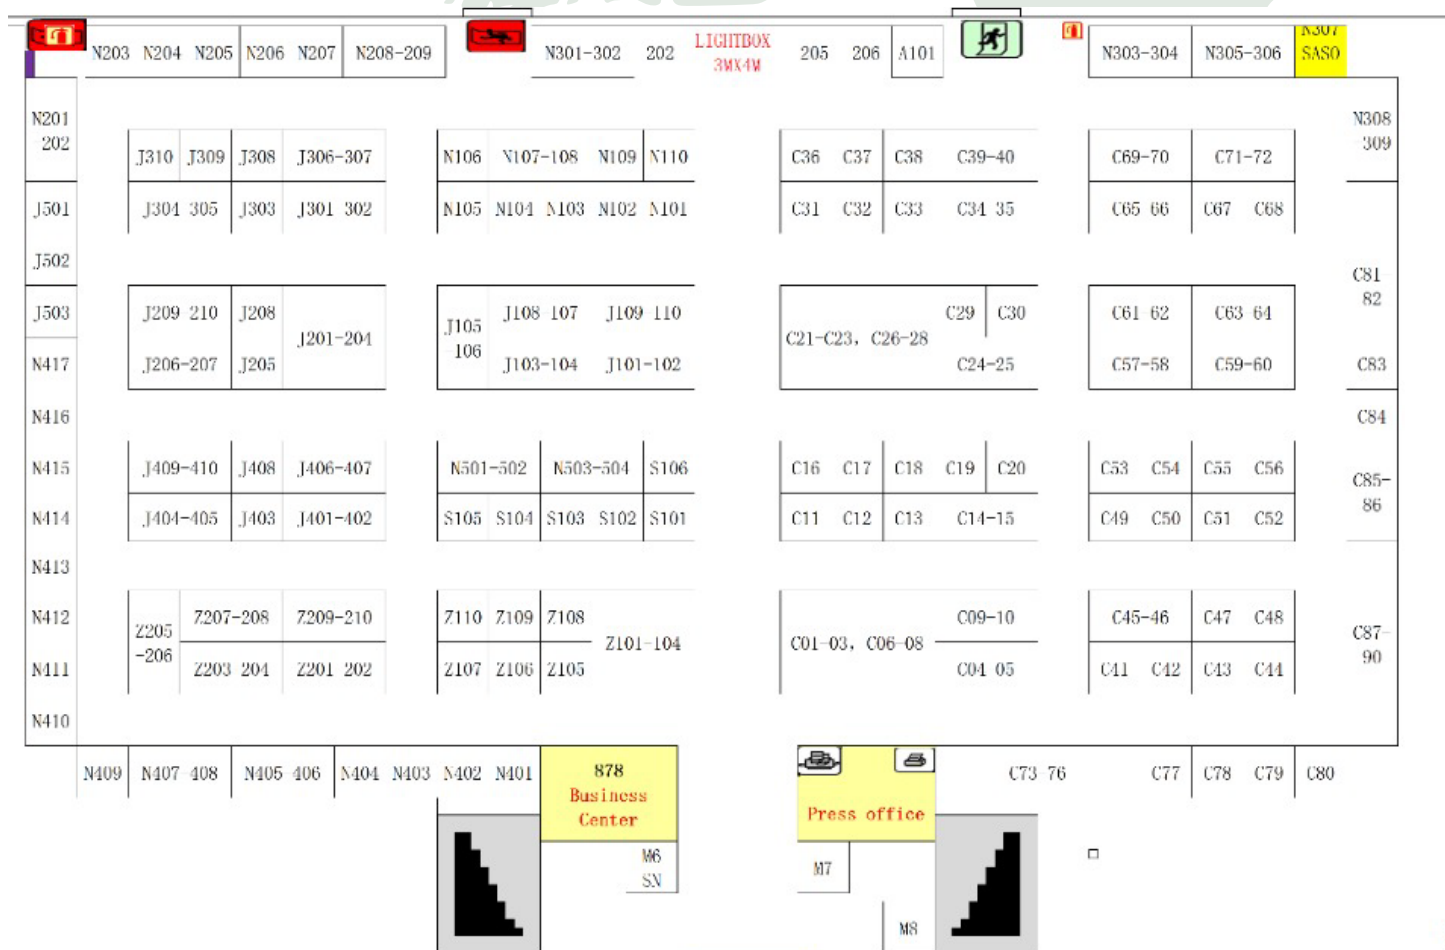 N203 N204 N205 N206 N207 N208-209 N301-302 202 LIGHTBOX 3MX4M 205 206 A101 N303-304 N305-306 N307 SASO
N201 202
N308 309
J310 J309 J308 J306-307 N106 N107-108 N109 N110 C36 C37 C38 C39-40 C69-70 C71-72
J501 J304 305 J303 J301 302 N105 N104 N103 N102 N101 C31 C32 C33 C34 35 C65 66 C67 C68
J502
C81 82
J503 J209 210 J208 J108 107 J109 110 C29 C30 C61 62 C63 64
J201-204 J105 106 C21-C23, C26-28
N417 J206-207 J205 J103-104 J101-102 C24-25 C57-58 C59-60 C83
N416 C84
N415 J409-410 J408 J406-407 N501-502 N503-504 S106 C16 C17 C18 C19 C20 C53 C54 C55 C56
C85-86
N414 J404-405 J403 J401-402 S105 S104 S103 S102 S101 C11 C12 C13 C14-15 C49 C50 C51 C52
N413
N412 Z207-208 Z209-210 Z110 Z109 Z108 C09-10 C45-46 C47 C48
Z205-206 Z101-104 C01-03, C06-08 C87-90
N411 Z203 204 Z201 202 Z107 Z106 Z105 C04 05 C41 C42 C43 C44
N410
N409 N407 408 N405 406 N404 N403 N402 N401 878 C73 76 C77 C78 C79 C80
Business
Center
Press office
M6
SN
M7
M8